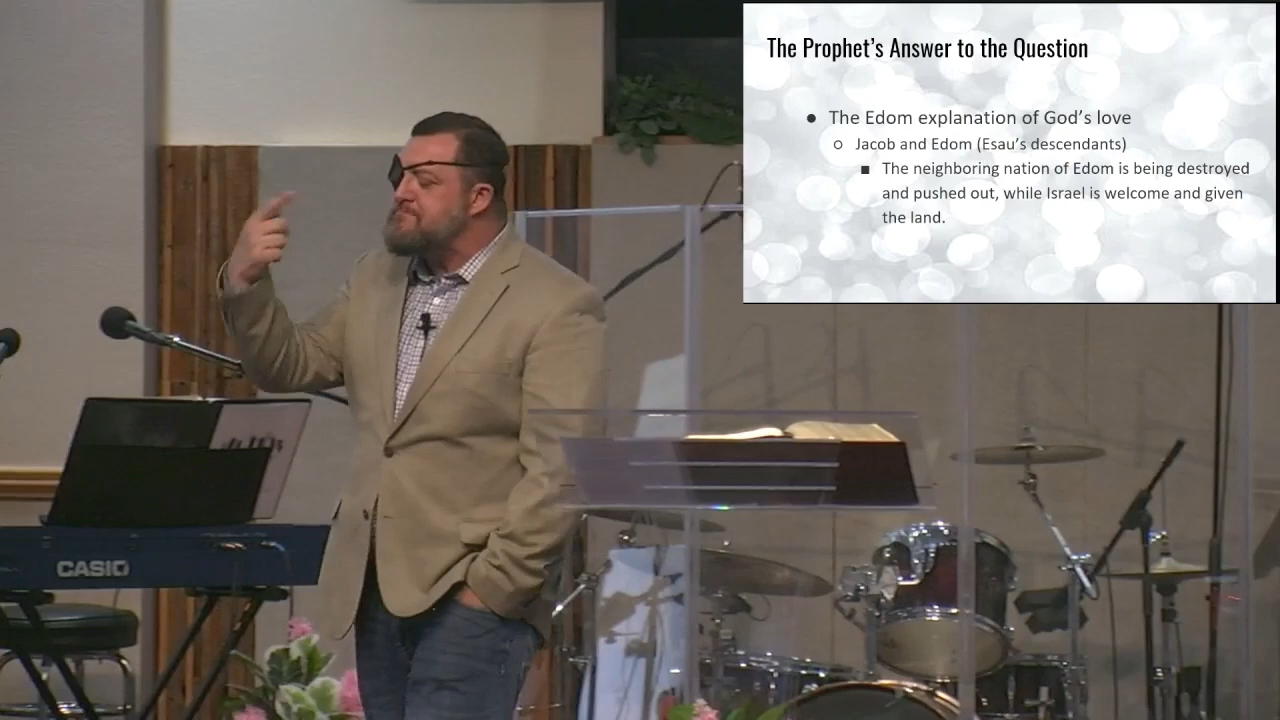 The Prophet's Answer to the Question
● The Edom explanation of God's love
○ Jacob and Edom (Esau's descendants)
■ The neighboring nation of Edom is being destroyed
and pushed out, while Israel is welcome and given
the land.
CASIO